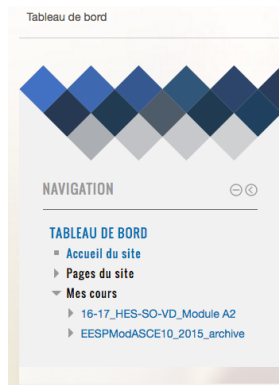 Tableau de bord
NAVIGATION
TABLEAU DE BORD
Accueil du site
Pages du site
Mes cours
16-17_HES-SO-VD_Module A2
EESPModASCE10_2015_archive